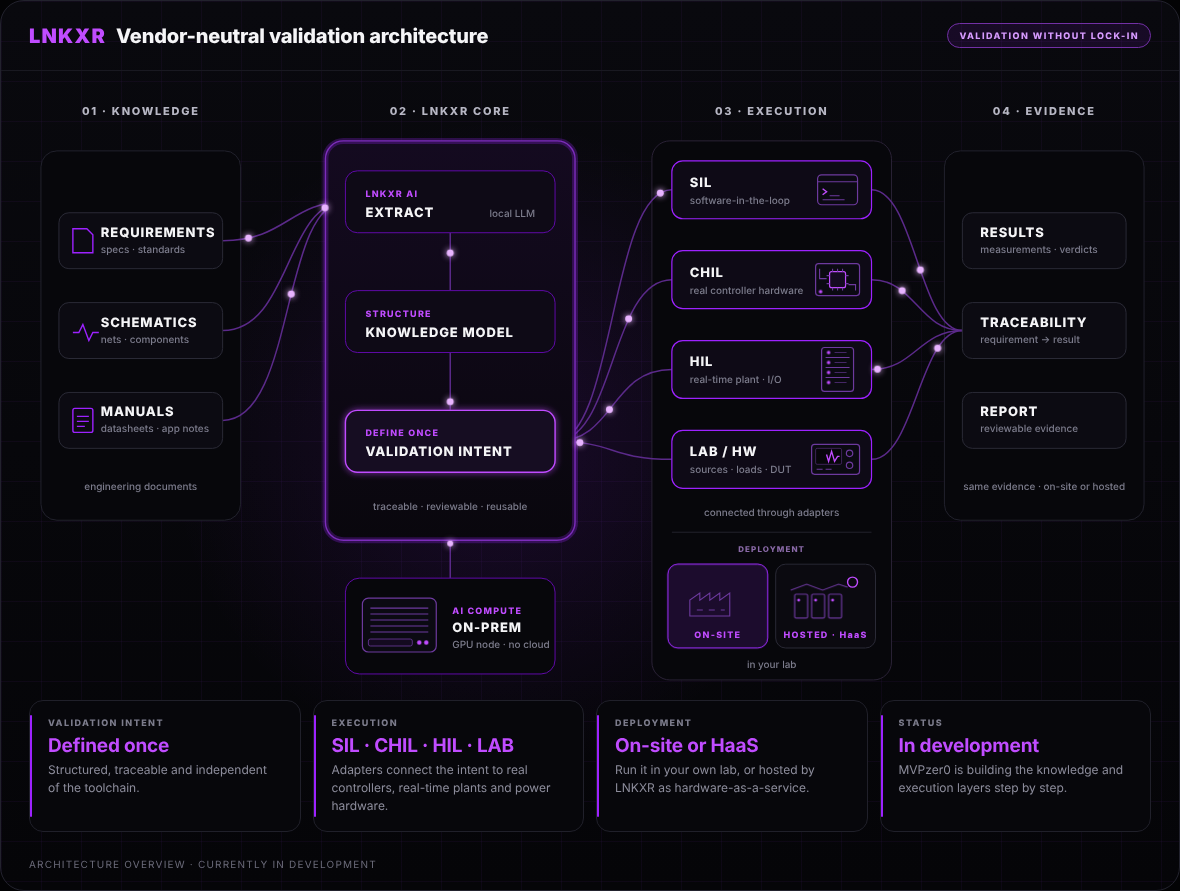 LNKXR Vendor-neutral validation architecture
VALIDATION WITHOUT LOCK-IN
01 · KNOWLEDGE
REQUIREMENTS
specs · standards
SCHEMATICS
nets · components
MANUALS
datasheets · app notes
engineering documents
02 · LNKXR CORE
LNKXR AI
EXTRACT
local LLM
STRUCTURE
KNOWLEDGE MODEL
DEFINE ONCE
VALIDATION INTENT
traceable · reviewable · reusable
AI COMPUTE
ON-PREM
GPU node · no cloud
03 · EXECUTION
SIL
software-in-the-loop
CHIL
real controller hardware
HIL
real-time plant · I/O
LAB / HW
sources · loads · DUT
connected through adapters
DEPLOYMENT
ON-SITE
HOSTED · HaaS
in your lab
04 · EVIDENCE
RESULTS
measurements · verdicts
TRACEABILITY
requirement → result
REPORT
reviewable evidence
same evidence · on-site or hosted
VALIDATION INTENT
Defined once
Structured, traceable and independent
of the toolchain.
EXECUTION
SIL · CHIL · HIL · LAB
Adapters connect the intent to real
controllers, real-time plants and power
hardware.
DEPLOYMENT
On-site or HaaS
Run it in your own lab, or hosted by
LNKXR as hardware-as-a-service.
STATUS
In development
MVPzer0 is building the knowledge and
execution layers step by step.
ARCHITECTURE OVERVIEW · CURRENTLY IN DEVELOPMENT